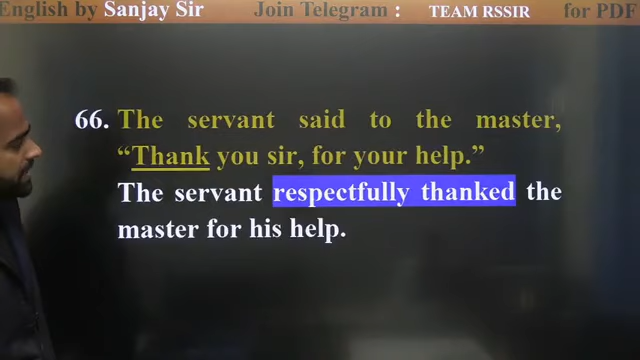 English by Sanjay Sir Join Telegram : TEAM RSSIR for PDF
66. The servant said to the master,
“Thank you sir, for your help.”
The servant respectfully thanked the
master for his help.